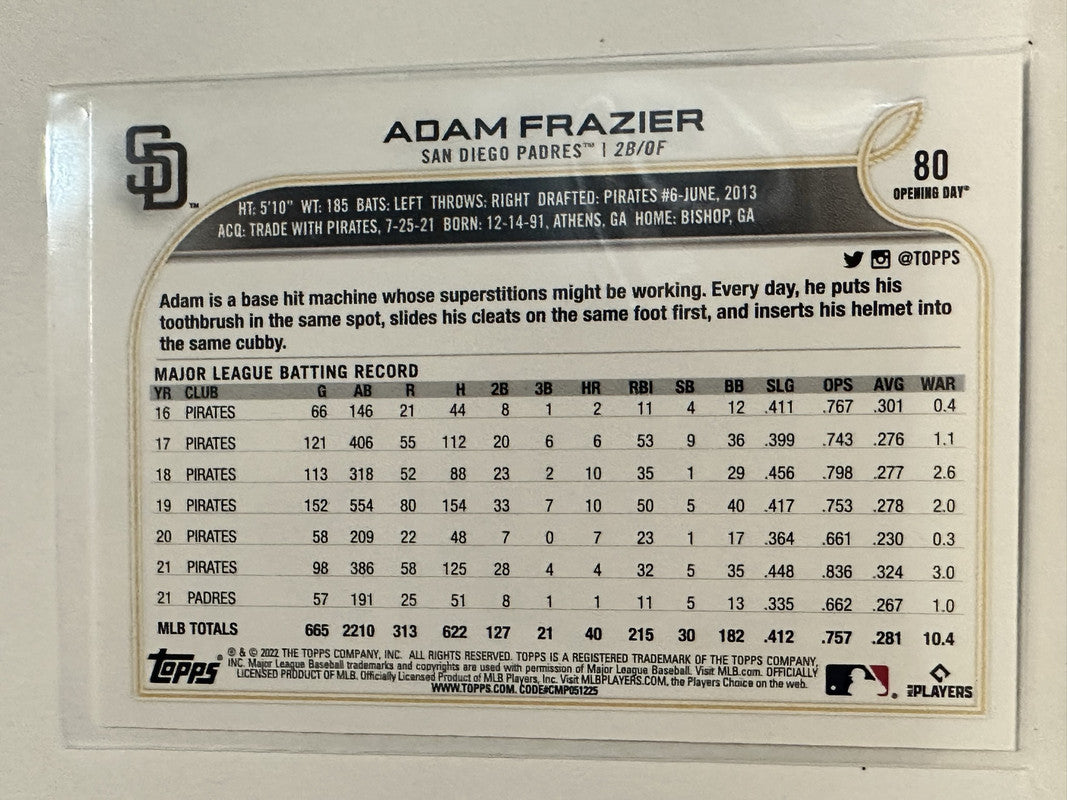 SD™
ADAM FRAZIER
SAN DIEGO PADRES™ | 2B/OF
80
OPENING DAY®
HT: 5'10" WT: 185 BATS: LEFT THROWS: RIGHT DRAFTED: PIRATES #6-JUNE, 2013
ACQ: TRADE WITH PIRATES, 7-25-21 BORN: 12-14-91, ATHENS, GA HOME: BISHOP, GA
@TOPPS
Adam is a base hit machine whose superstitions might be working. Every day, he puts his
toothbrush in the same spot, slides his cleats on the same foot first, and inserts his helmet into
the same cubby.
MAJOR LEAGUE BATTING RECORD
YR CLUB G AB R H 2B 3B HR RBI SB BB SLG OPS AVG WAR
16 PIRATES 66 146 21 44 8 1 2 11 4 12 .411 .767 .301 0.4
17 PIRATES 121 406 55 112 20 6 6 53 9 36 .399 .743 .276 1.1
18 PIRATES 113 318 52 88 23 2 10 35 1 29 .456 .798 .277 2.6
19 PIRATES 152 554 80 154 33 7 10 50 5 40 .417 .753 .278 2.0
20 PIRATES 58 209 22 48 7 0 7 23 1 17 .364 .661 .230 0.3
21 PIRATES 98 386 58 125 28 4 4 32 5 35 .448 .836 .324 3.0
21 PADRES 57 191 25 51 8 1 1 11 5 13 .335 .662 .267 1.0
MLB TOTALS 665 2210 313 622 127 21 40 215 30 182 .412 .757 .281 10.4
Topps®
® & © 2022 THE TOPPS COMPANY, INC. ALL RIGHTS RESERVED. TOPPS IS A REGISTERED TRADEMARK OF THE TOPPS COMPANY,
INC. Major League Baseball trademarks and copyrights are used with permission of Major League Baseball. Visit MLB.com. OFFICIALLY
LICENSED PRODUCT OF MLB. Officially Licensed Product of MLB Players, Inc. Visit MLBPLAYERS.COM, the Players Choice on the web.
WWW.TOPPS.COM. CODE#CMP051225
MLB PLAYERS